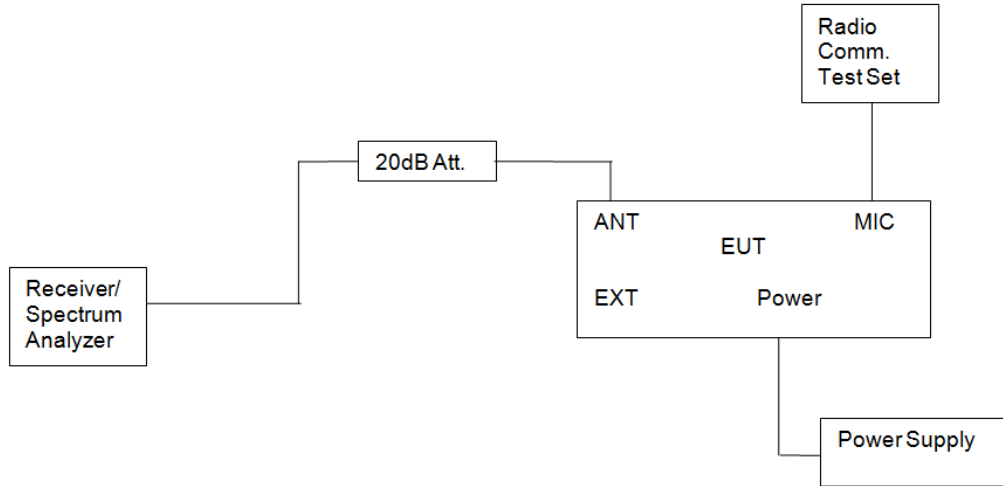 Radio
Comm.
Test Set
20dB Att.
ANT
MIC
EUT
EXT
Power
Receiver/
Spectrum
Analyzer
Power Supply